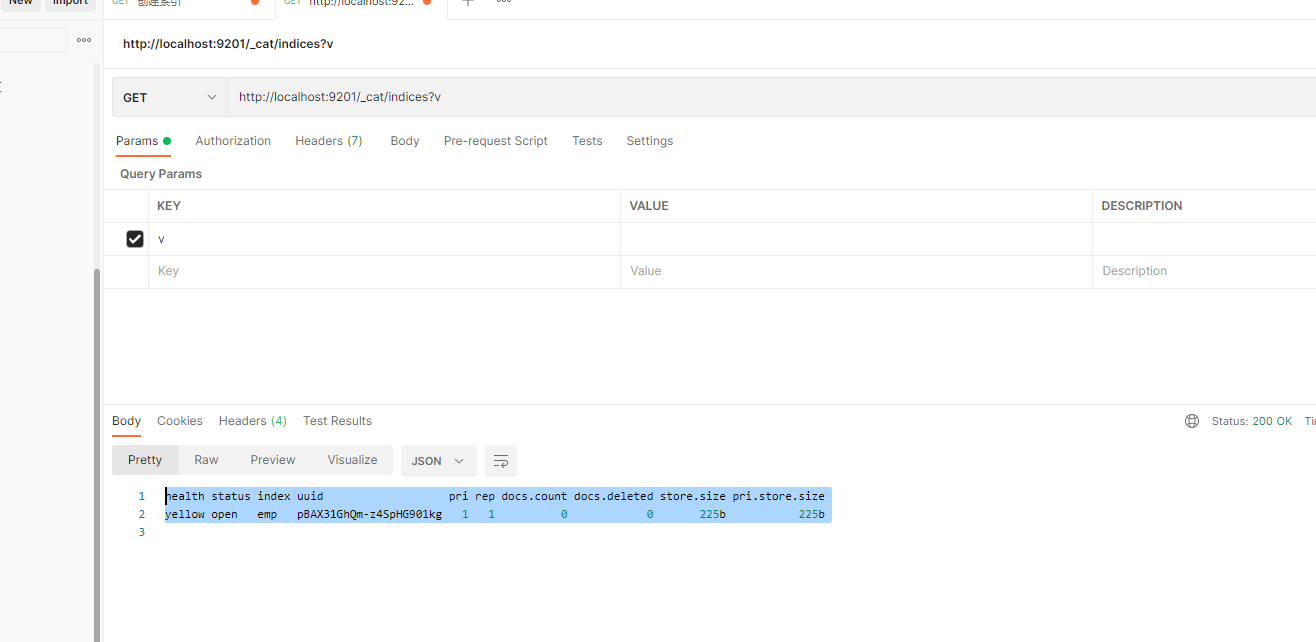 New Import GET 创建索引 GET http://localhost:92...
http://localhost:9201/_cat/indices?v
GET http://localhost:9201/_cat/indices?v
Params Authorization Headers (7) Body Pre-request Script Tests Settings
Query Params
KEY VALUE DESCRIPTION
v
Key Value Description
Body Cookies Headers (4) Test Results Status: 200 OK
Pretty Raw Preview Visualize JSON
1 health status index uuid pri rep docs.count docs.deleted store.size pri.store.size
2 yellow open emp pBAX31GhQm-z4SpHG901kg 1 1 0 0 225b 225b
3